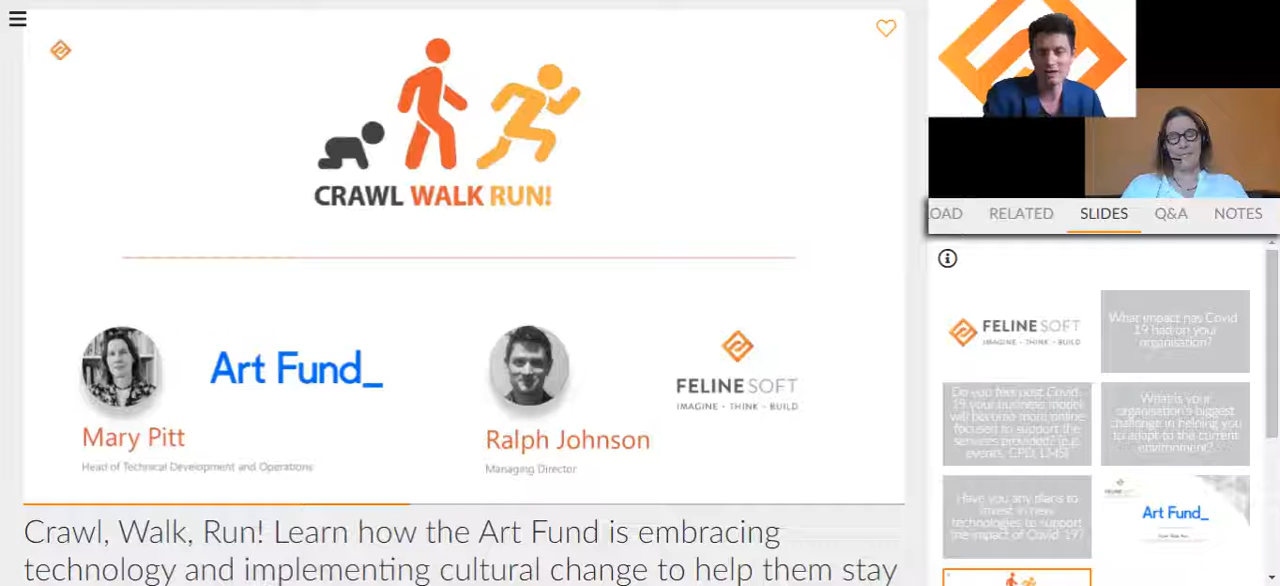 CRAWL WALK RUN!
Art Fund_
FELINESOFT
IMAGINE - THINK - BUILD
Mary Pitt
Head of Technical Development and Operations
Ralph Johnson
Managing Director
Crawl, Walk, Run! Learn how the Art Fund is embracing
technology and implementing cultural change to help them stay
OAD RELATED SLIDES Q&A NOTES
FELINESOFT
IMAGINE - THINK - BUILD
What impact has Covid
19 had on your
organisation?
Do you feel post Covid
19 your business model
will become more online
focused to support the
services provided? (e.g.
events, CPD, LMS)
What is your
organisation's biggest
challenge in helping you
to adapt to the current
environment?
Have you any plans to
invest in new
technologies to support
the impact of Covid 19?
Art Fund_